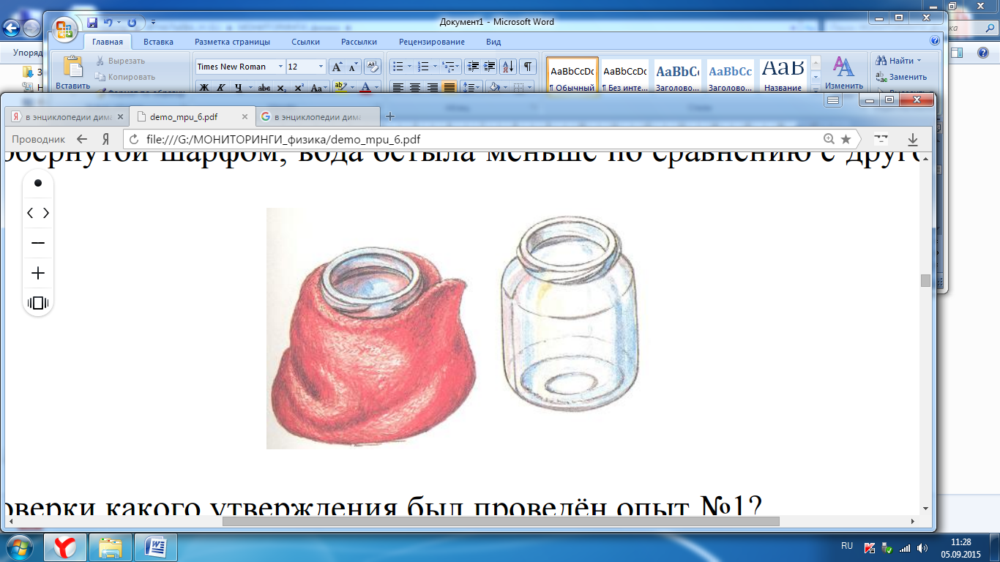 Документ1 - Microsoft Word
Главная Вставка Разметка страницы Ссылки Рассылки Рецензирование Вид
Упоряд
Вставить
Вырезать
Копировать
Times New Roman 12
Ж К Ч abc x₂ x² Aa
AaBbCcDc AaBbCcDc AaBbC AaBbCc AaB
¶ Обычный ¶ Без инте... Заголово... Заголово... Название
Изменить
Найти
Заменить
в энциклопедии дима demo_mpu_6.pdf в энциклопедии дима
Проводник file:///G:/МОНИТОРИНГИ_физика/demo_mpu_6.pdf
обернутой шарфом, вода остыла меньше по сравнению с друго
оверки какого утверждения был проведён опыт №1?
RU 11:28
05.09.2015